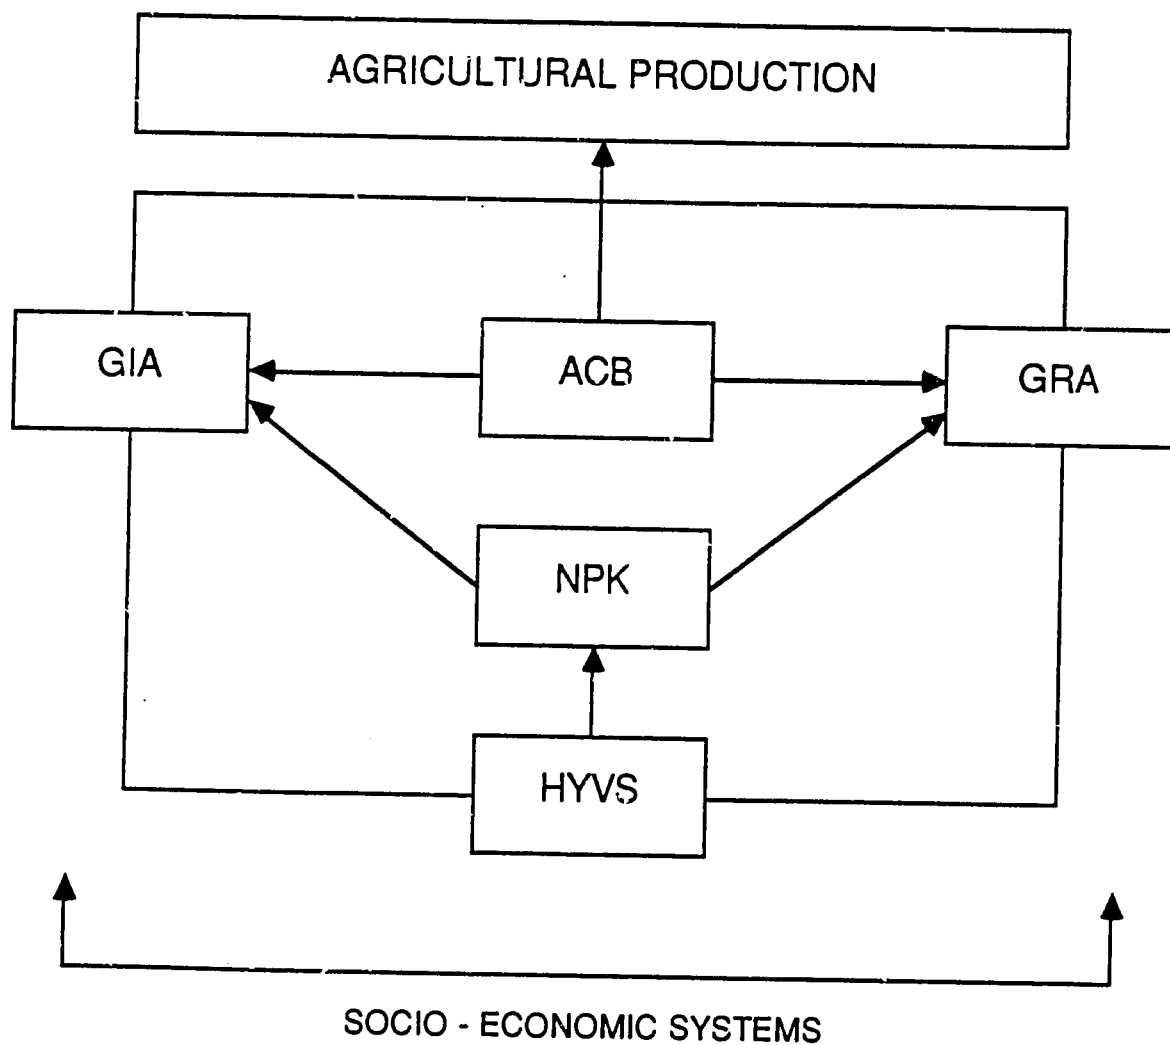 AGRICULTURAL PRODUCTION
GIA
ACB
GRA
NPK
HYVS
SOCIO - ECONOMIC SYSTEMS